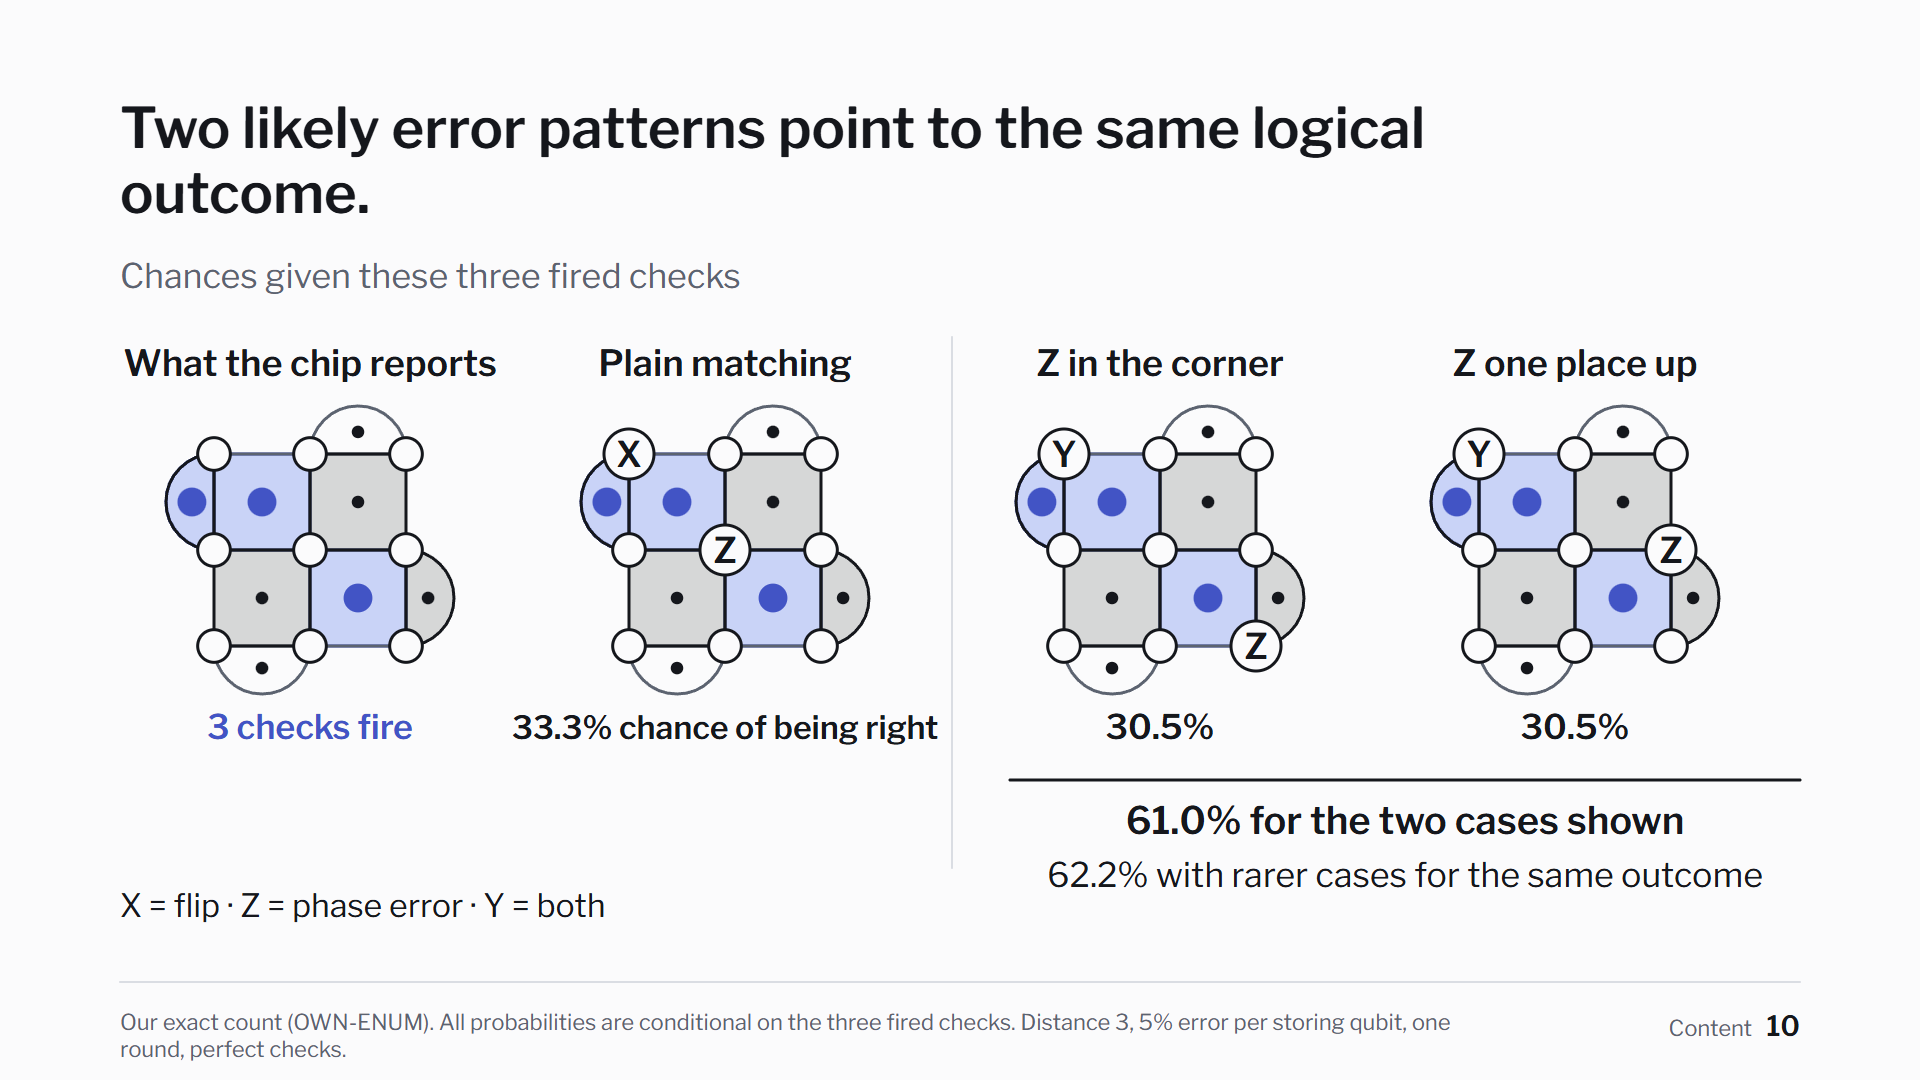 Two likely error patterns point to the same logical
outcome.
Chances given these three fired checks
What the chip reports
3 checks fire
Plain matching
X
Z
33.3% chance of being right
Z in the corner
Y
Z
30.5%
Z one place up
Y
Z
30.5%
61.0% for the two cases shown
62.2% with rarer cases for the same outcome
X = flip · Z = phase error · Y = both
Our exact count (OWN-ENUM). All probabilities are conditional on the three fired checks. Distance 3, 5% error per storing qubit, one
round, perfect checks.
Content 10